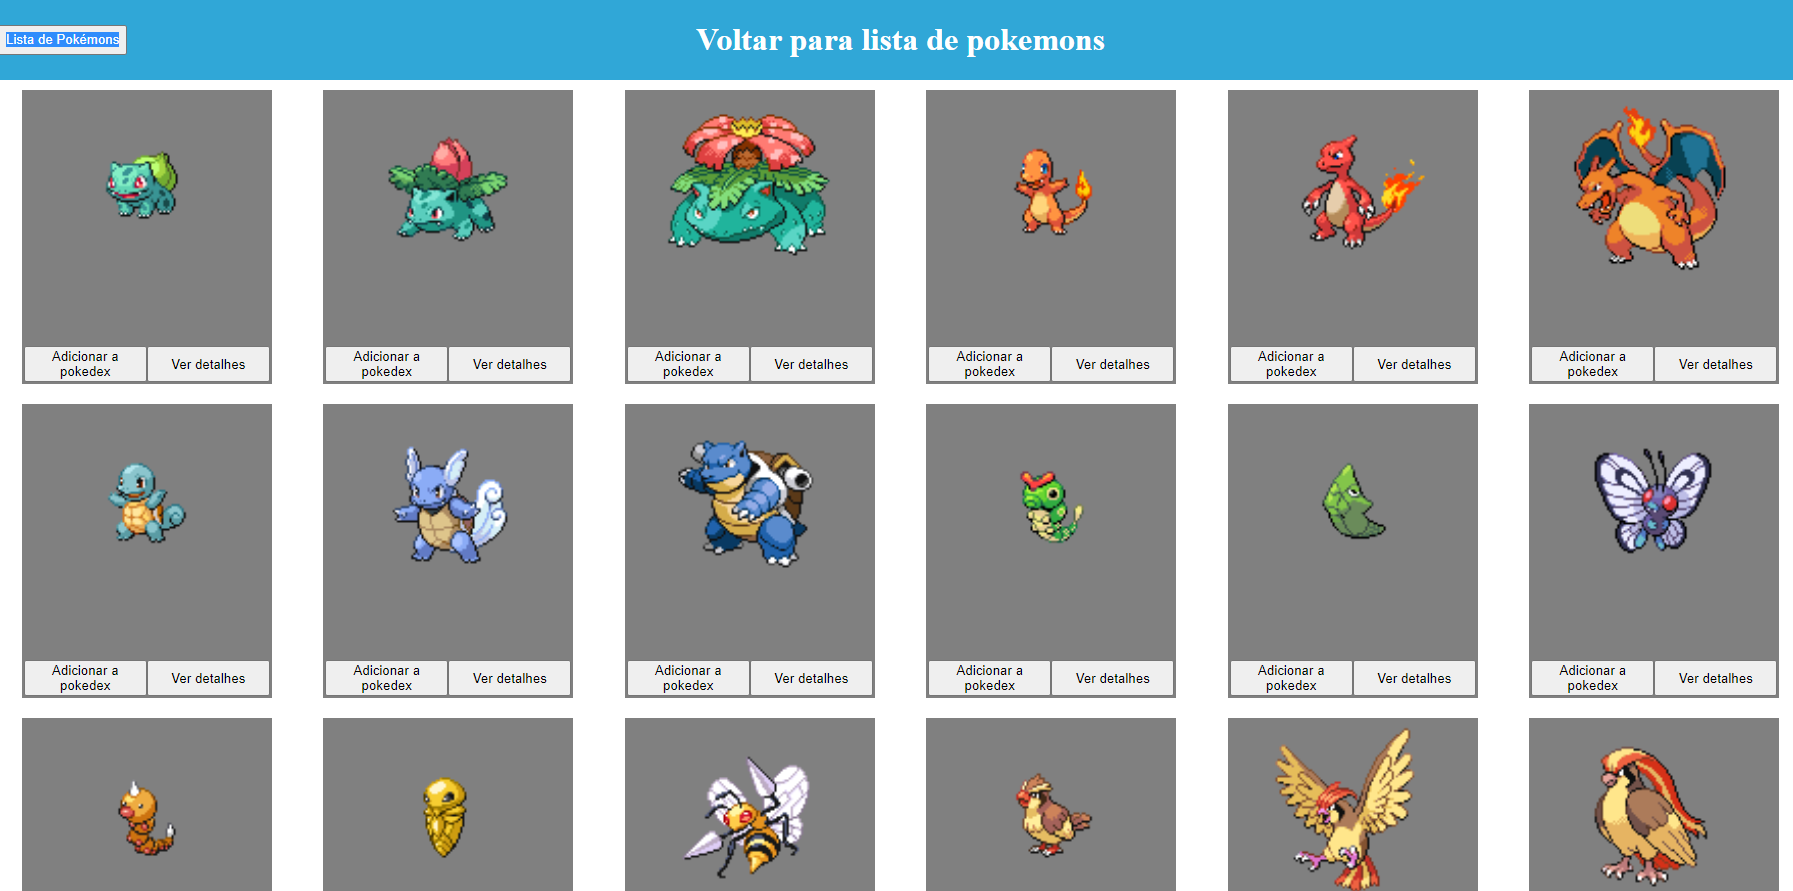 Lista de Pokémons
Voltar para lista de pokemons
Adicionar a
pokedex
Ver detalhes
Adicionar a
pokedex
Ver detalhes
Adicionar a
pokedex
Ver detalhes
Adicionar a
pokedex
Ver detalhes
Adicionar a
pokedex
Ver detalhes
Adicionar a
pokedex
Ver detalhes
Adicionar a
pokedex
Ver detalhes
Adicionar a
pokedex
Ver detalhes
Adicionar a
pokedex
Ver detalhes
Adicionar a
pokedex
Ver detalhes
Adicionar a
pokedex
Ver detalhes
Adicionar a
pokedex
Ver detalhes